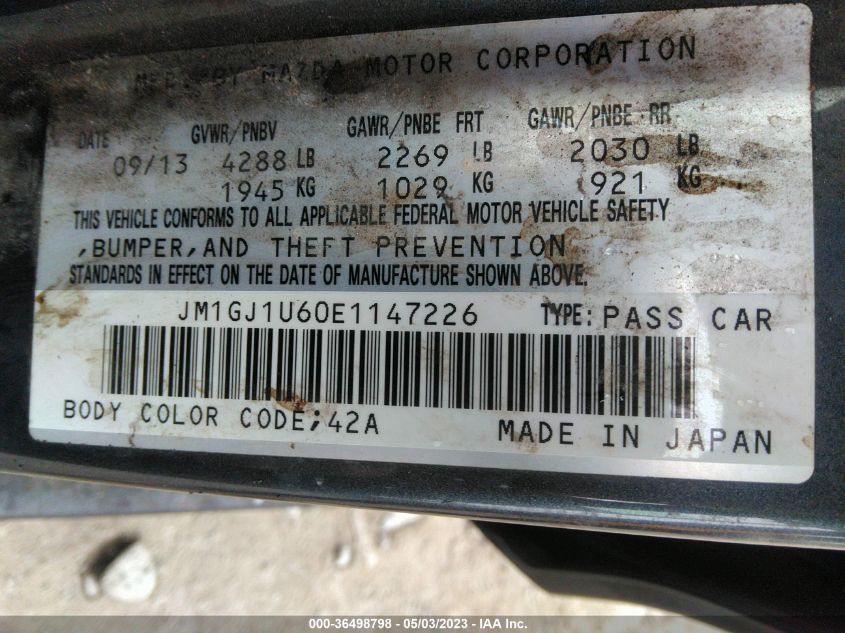 MFD. BY MAZDA MOTOR CORPORATION
DATE GVWR/PNBV GAWR/PNBE FRT GAWR/PNBE RR
09/13 4288 LB 2269 LB 2030 LB
1945 KG 1029 KG 921 KG
THIS VEHICLE CONFORMS TO ALL APPLICABLE FEDERAL MOTOR VEHICLE SAFETY
,BUMPER,AND THEFT PREVENTION
STANDARDS IN EFFECT ON THE DATE OF MANUFACTURE SHOWN ABOVE.
JM1GJ1U60E1147226 TYPE: PASS CAR
BODY COLOR CODE;42A MADE IN JAPAN
000-36498798 - 05/03/2023 - IAA Inc.